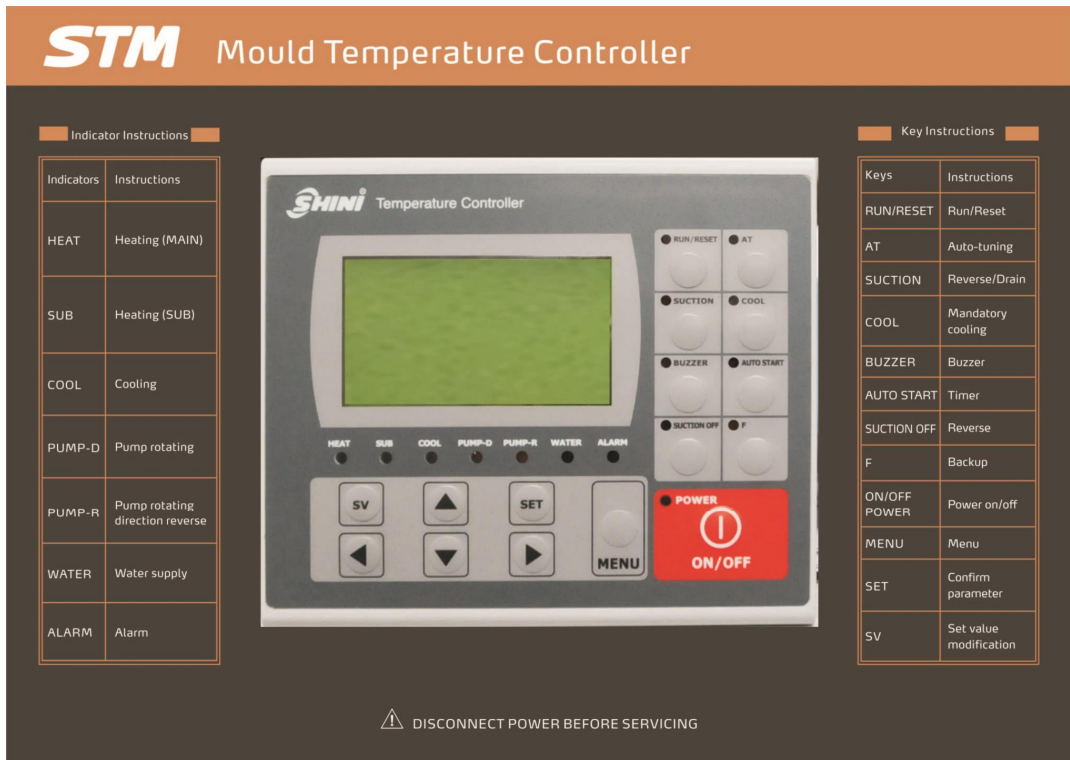 STM Mould Temperature Controller
Indicator Instructions
Indicators Instructions
HEAT Heating (MAIN)
SUB Heating (SUB)
COOL Cooling
PUMP-D Pump rotating
PUMP-R Pump rotating
direction reverse
WATER Water supply
ALARM Alarm
SHINI Temperature Controller
RUN/RESET AT
SUCTION COOL
BUZZER AUTO START
SUCTION OFF F
HEAT SUB COOL PUMP-D PUMP-R WATER ALARM
SV SET
MENU
POWER
ON/OFF
Key Instructions
Keys Instructions
RUN/RESET Run/Reset
AT Auto-tuning
SUCTION Reverse/Drain
COOL Mandatory
cooling
BUZZER Buzzer
AUTO START Timer
SUCTION OFF Reverse
F Backup
ON/OFF
POWER Power on/off
MENU Menu
SET Confirm
parameter
SV Set value
modification
DISCONNECT POWER BEFORE SERVICING